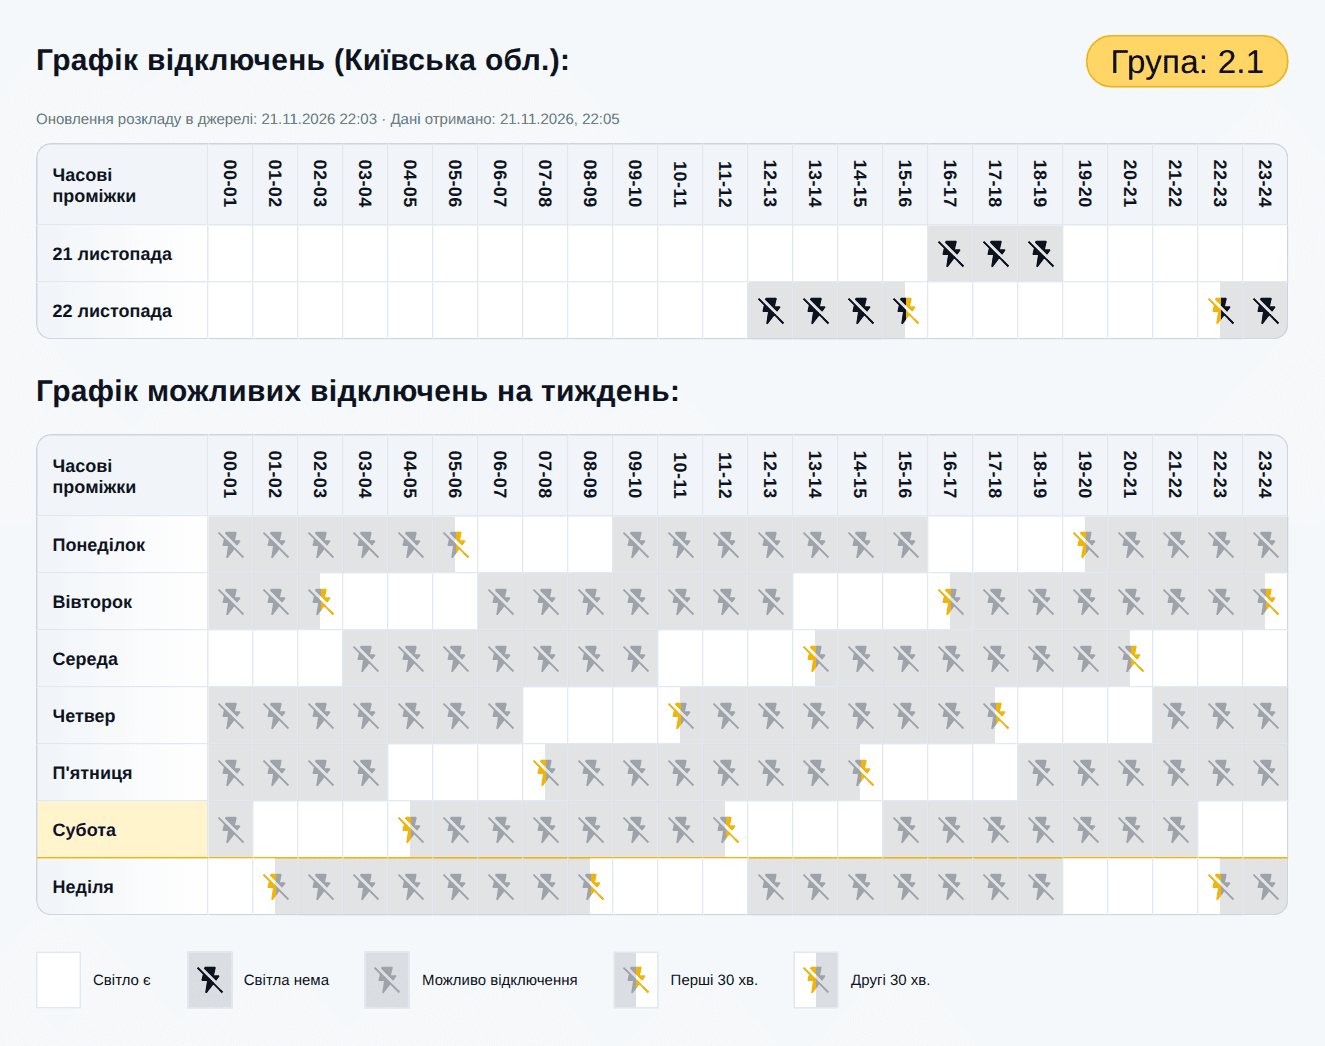 Графік відключень (Київська обл.):
Група: 2.1
Оновлення розкладу в джерелі: 21.11.2026 22:03 · Дані отримано: 21.11.2026, 22:05
Часові
проміжки
00-01 01-02 02-03 03-04 04-05 05-06 06-07 07-08 08-09 09-10 10-11 11-12 12-13 13-14 14-15 15-16 16-17 17-18 18-19 19-20 20-21 21-22 22-23 23-24
21 листопада
22 листопада
Графік можливих відключень на тиждень:
Часові
проміжки
00-01 01-02 02-03 03-04 04-05 05-06 06-07 07-08 08-09 09-10 10-11 11-12 12-13 13-14 14-15 15-16 16-17 17-18 18-19 19-20 20-21 21-22 22-23 23-24
Понеділок
Вівторок
Середа
Четвер
П'ятниця
Субота
Неділя
Світло є
Світла нема
Можливо відключення
Перші 30 хв.
Другі 30 хв.